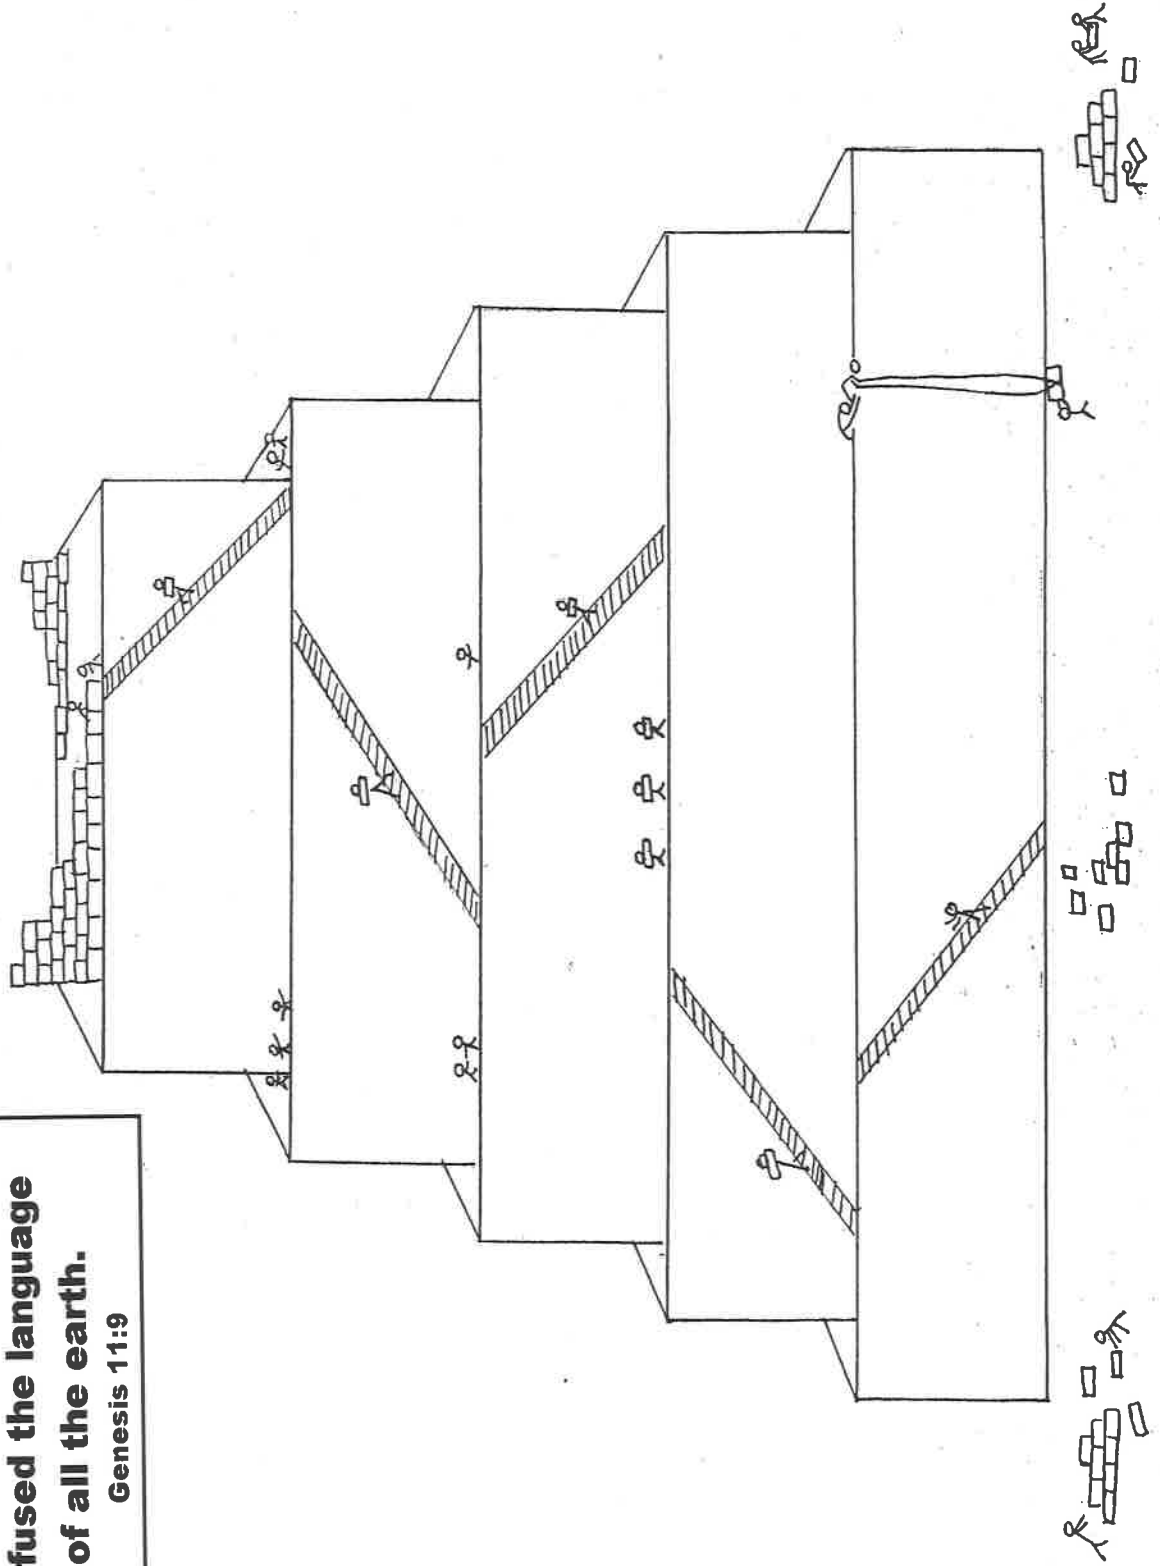 fused the language
of all the earth.
Genesis 11:9